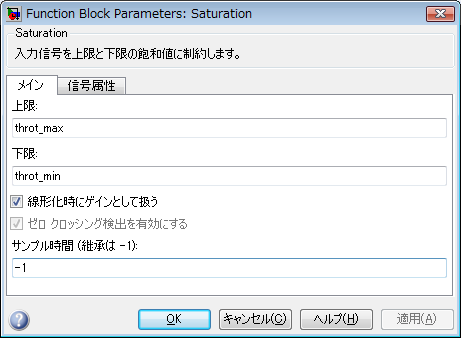 Function Block Parameters: Saturation
Saturation
入力信号を上限と下限の飽和値に制約します。
メイン 信号属性
上限:
throt_max
下限:
throt_min
線形化時にゲインとして扱う
ゼロ クロッシング検出を有効にする
サンプル時間 (継承は -1):
-1
OK キャンセル(C) ヘルプ(H) 適用(A)